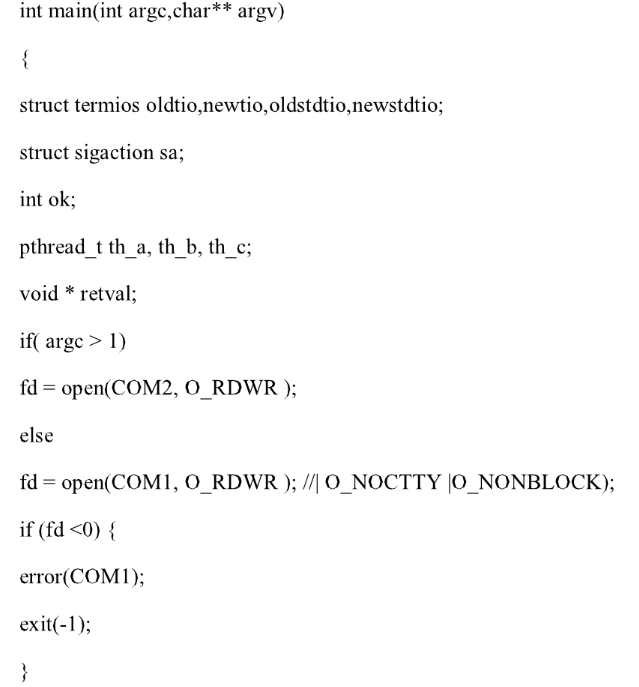 int main(int argc,char** argv)
{
struct termios oldtio,newtio,oldstdtio,newstdtio;
struct sigaction sa;
int ok;
pthread_t th_a, th_b, th_c;
void * retval;
if( argc > 1)
fd = open(COM2, O_RDWR );
else
fd = open(COM1, O_RDWR ); //| O_NOCTTY |O_NONBLOCK);
if (fd <0) {
error(COM1);
exit(-1);
}